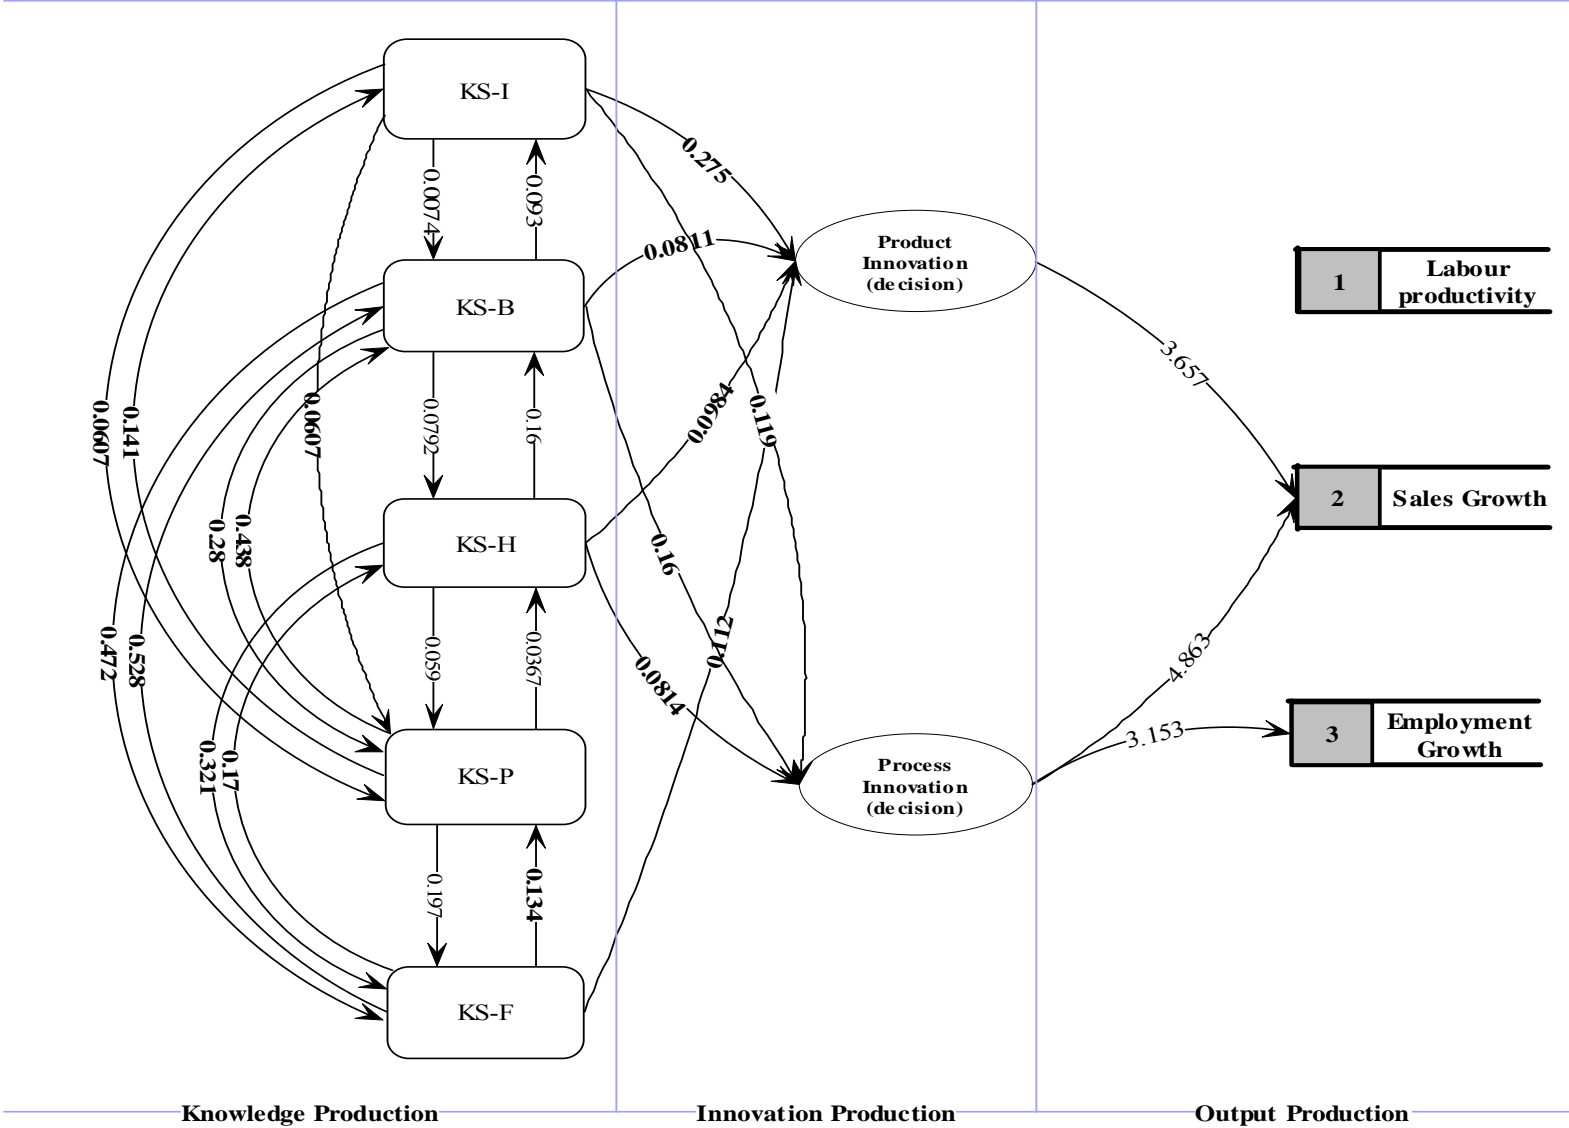 KS-I
0.0074
0.093
KS-B
0.0792
0.16
KS-H
0.059
0.0367
KS-P
0.197
0.134
KS-F
0.0607
0.141
0.0607
0.28
0.438
0.472
0.528
0.321
0.17
0.275
0.0811
0.0984
0.119
0.16
0.112
0.0814
Product
Innovation
(decision)
Process
Innovation
(decision)
3.657
4.863
3.153
1
Labour
productivity
2
Sales Growth
3
Employment
Growth
Knowledge Production
Innovation Production
Output Production